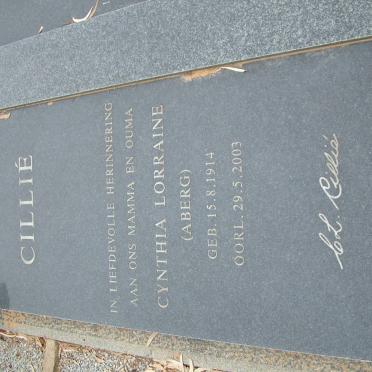 CILLIÉ
IN LIEFDEVOLLE HERINNERING
AAN ONS MAMMA EN OUMA
CYNTHIA LORRAINE
(ABERG)
GEB. 15.8.1914
OORL. 29.5.2003
C.L. Cillié